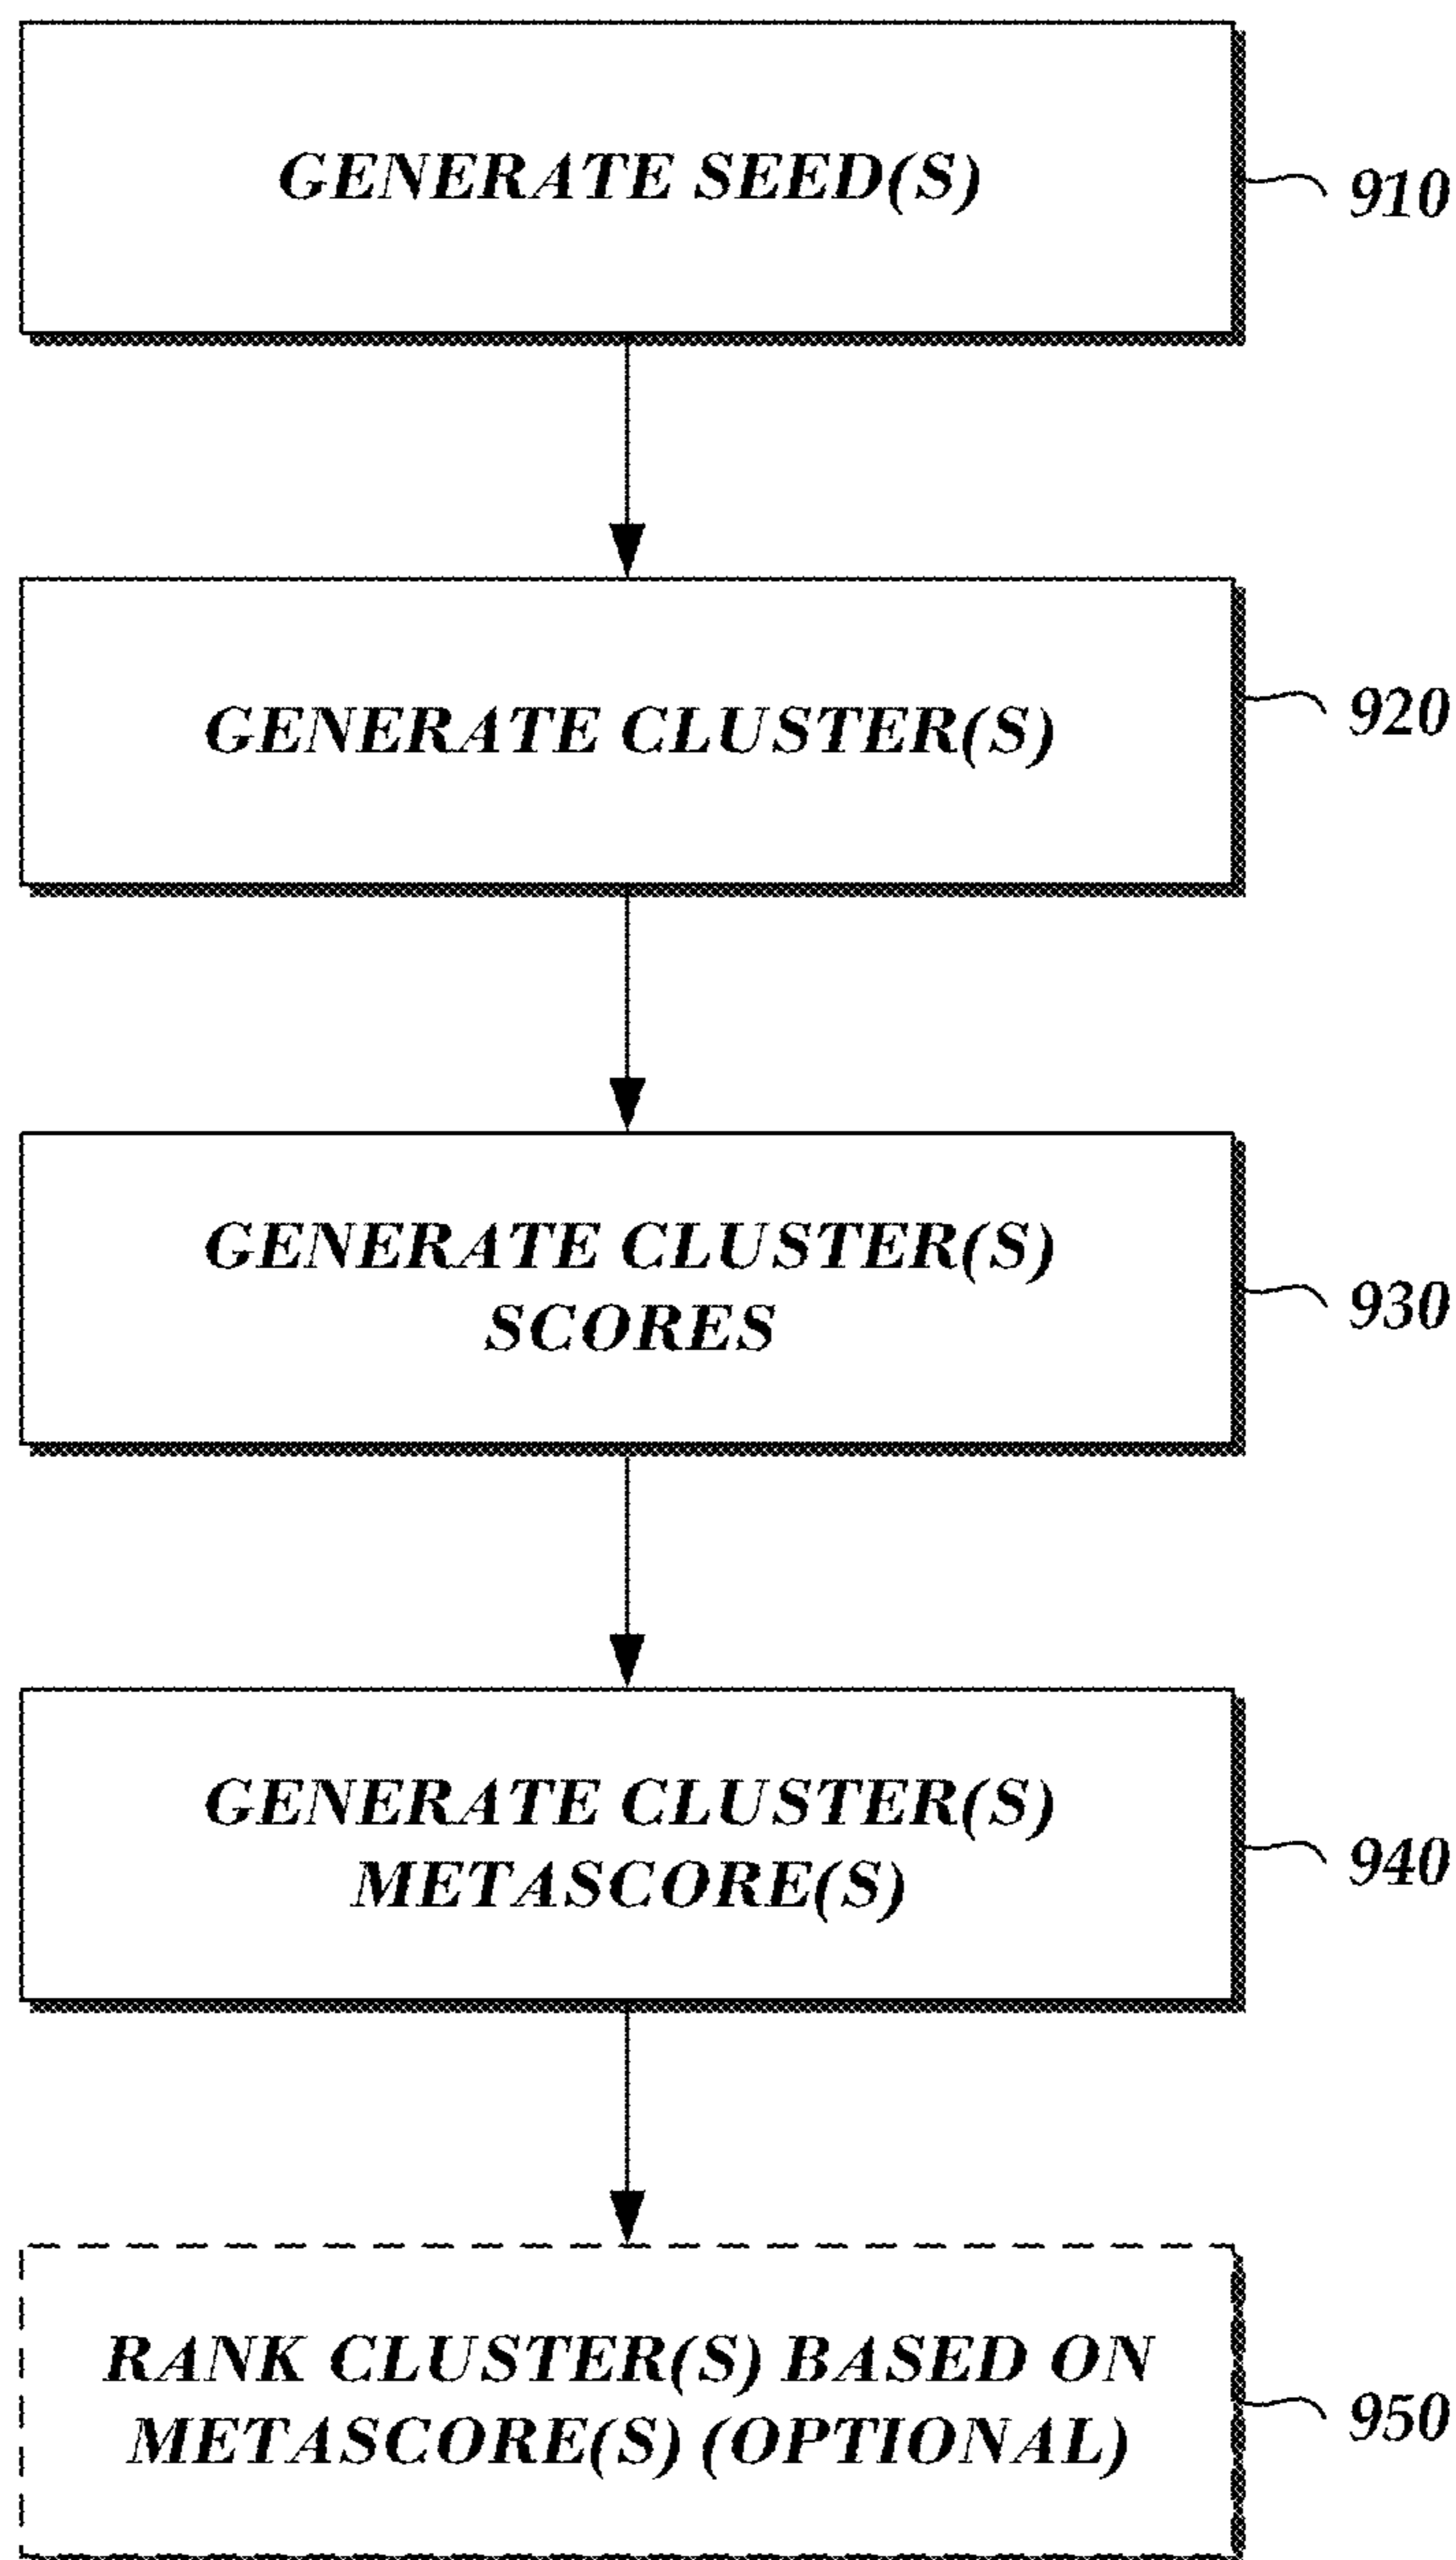 GENERATE SEED(S)
910
GENERATE CLUSTER(S)
920
GENERATE CLUSTER(S)
SCORES
930
GENERATE CLUSTER(S)
METASCORE(S)
940
RANK CLUSTER(S) BASED ON
METASCORE(S) (OPTIONAL)
950